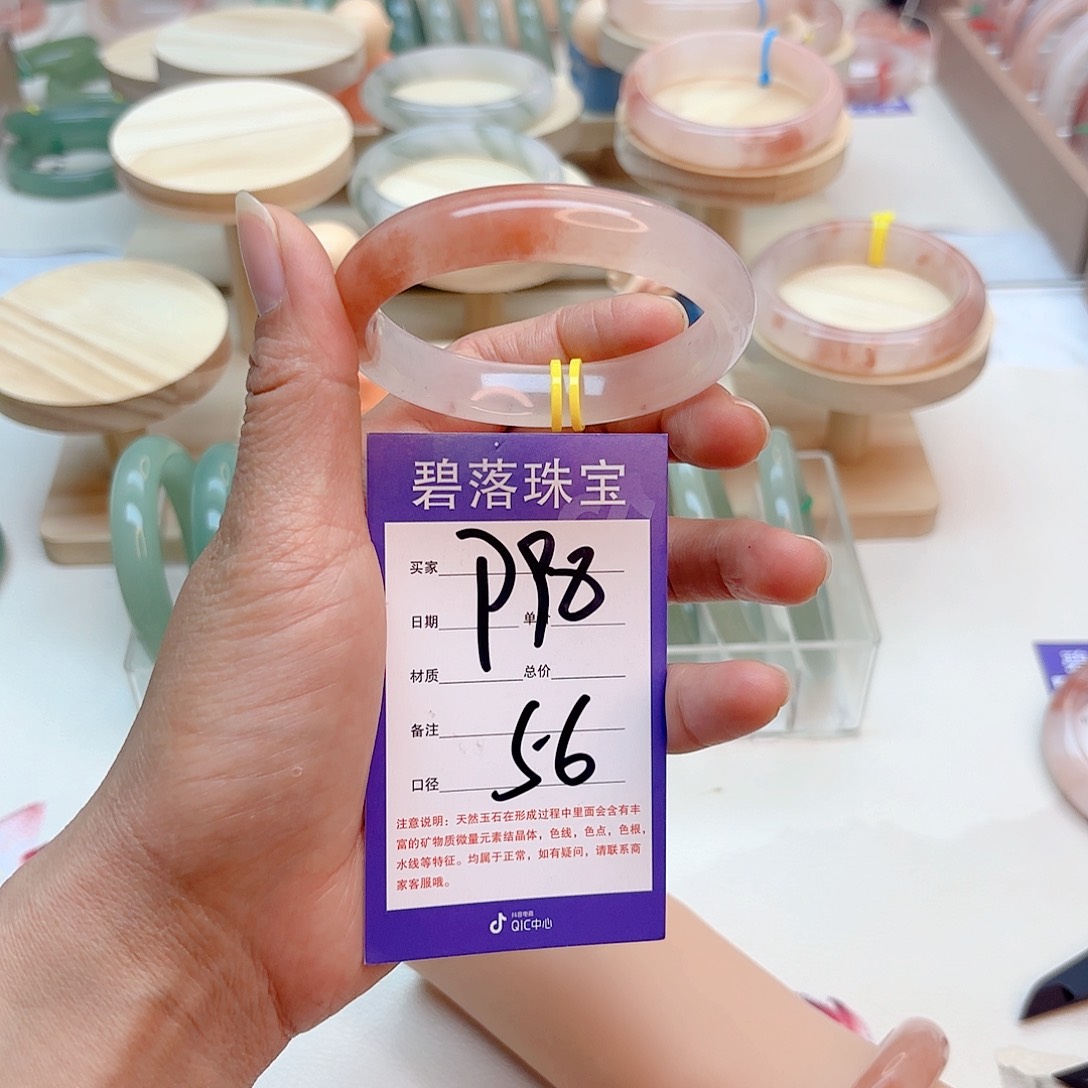 碧落珠宝
买家
P98
日期 单价
材质 总价
备注
56
口径
注意说明：天然玉石在形成过程中里面会含有丰
富的矿物质微量元素结晶体，色线，色点，色根，
水线等特征。均属于正常，如有疑问，请联系商
家客服哦。
抖音电商
QIC中心
碧